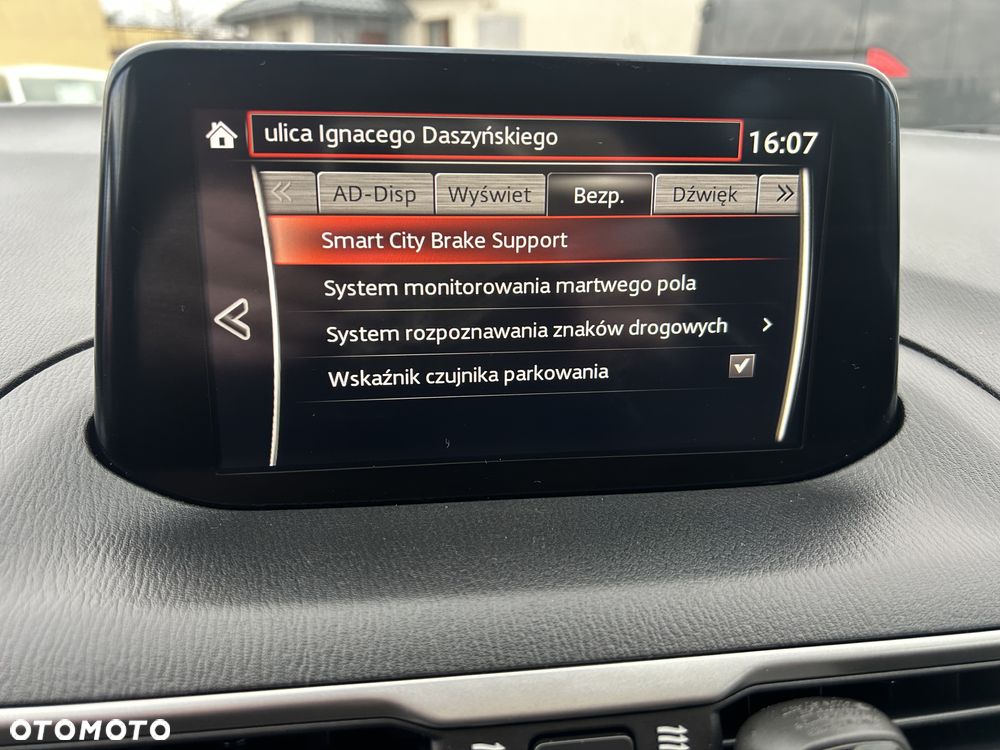 ulica Ignacego Daszyńskiego
16:07
AD-Disp Wyświet Bezp. Dźwięk
Smart City Brake Support
System monitorowania martwego pola
System rozpoznawania znaków drogowych
Wskaźnik czujnika parkowania
OTOMOTO